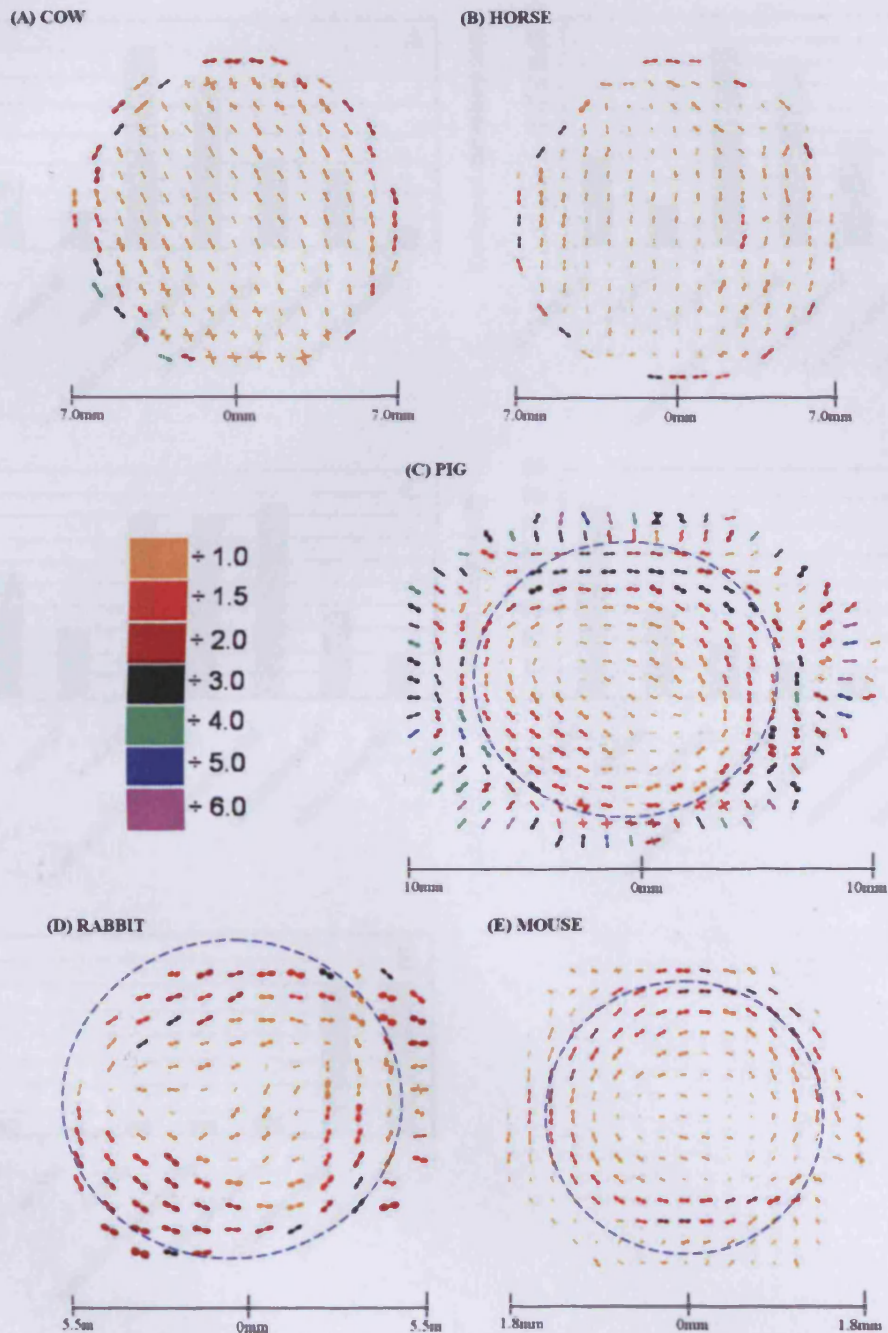 (A) COW
(B) HORSE
7.0mm 0mm 7.0mm
7.0mm 0mm 7.0mm
(C) PIG
÷ 1.0
÷ 1.5
÷ 2.0
÷ 3.0
÷ 4.0
÷ 5.0
÷ 6.0
10mm 0mm 10mm
(D) RABBIT
(E) MOUSE
5.5m 0mm 5.5m
1.8mm 0mm 1.8mm